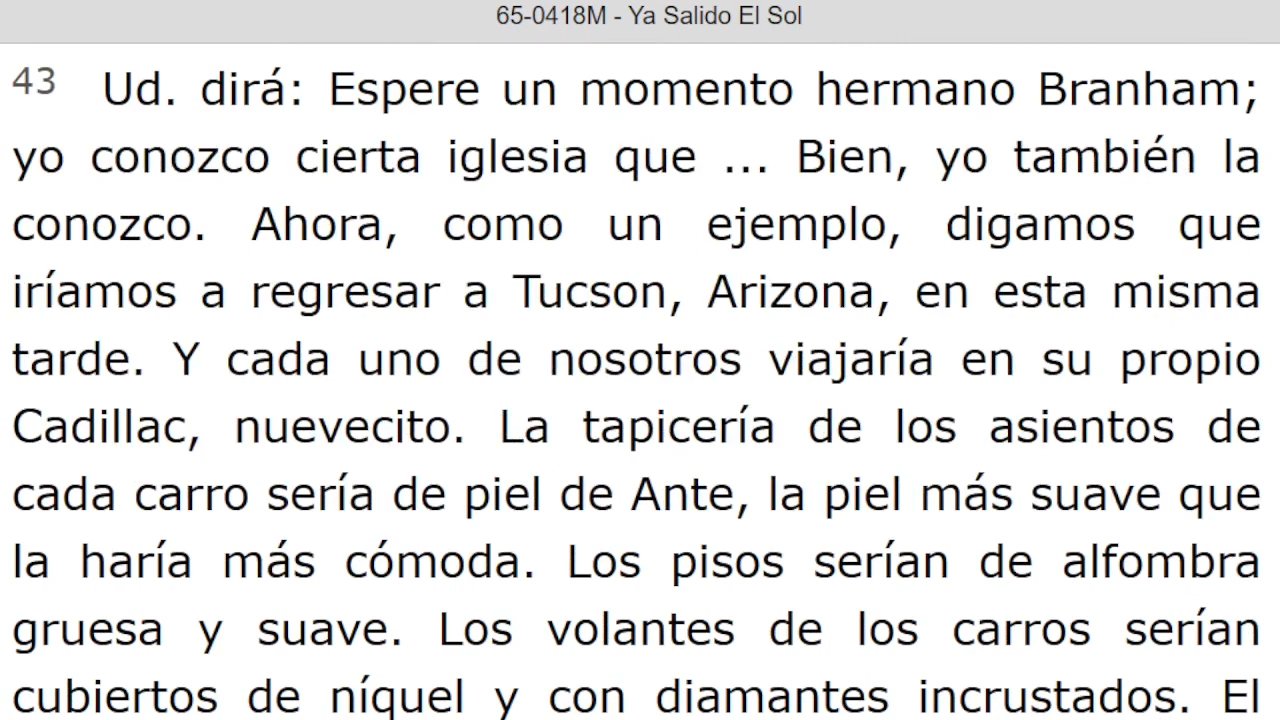 65-0418M - Ya Salido El Sol
43 Ud. dirá: Espere un momento hermano Branham;
yo conozco cierta iglesia que ... Bien, yo también la
conozco. Ahora, como un ejemplo, digamos que
iríamos a regresar a Tucson, Arizona, en esta misma
tarde. Y cada uno de nosotros viajaría en su propio
Cadillac, nuevecito. La tapicería de los asientos de
cada carro sería de piel de Ante, la piel más suave que
la haría más cómoda. Los pisos serían de alfombra
gruesa y suave. Los volantes de los carros serían
cubiertos de níquel y con diamantes incrustados. El